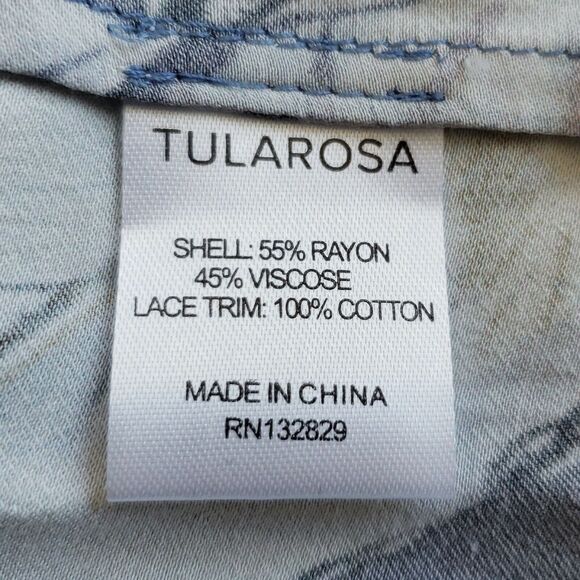 TULAROSA
SHELL: 55% RAYON
45% VISCOSE
LACE TRIM: 100% COTTON
MADE IN CHINA
RN132829